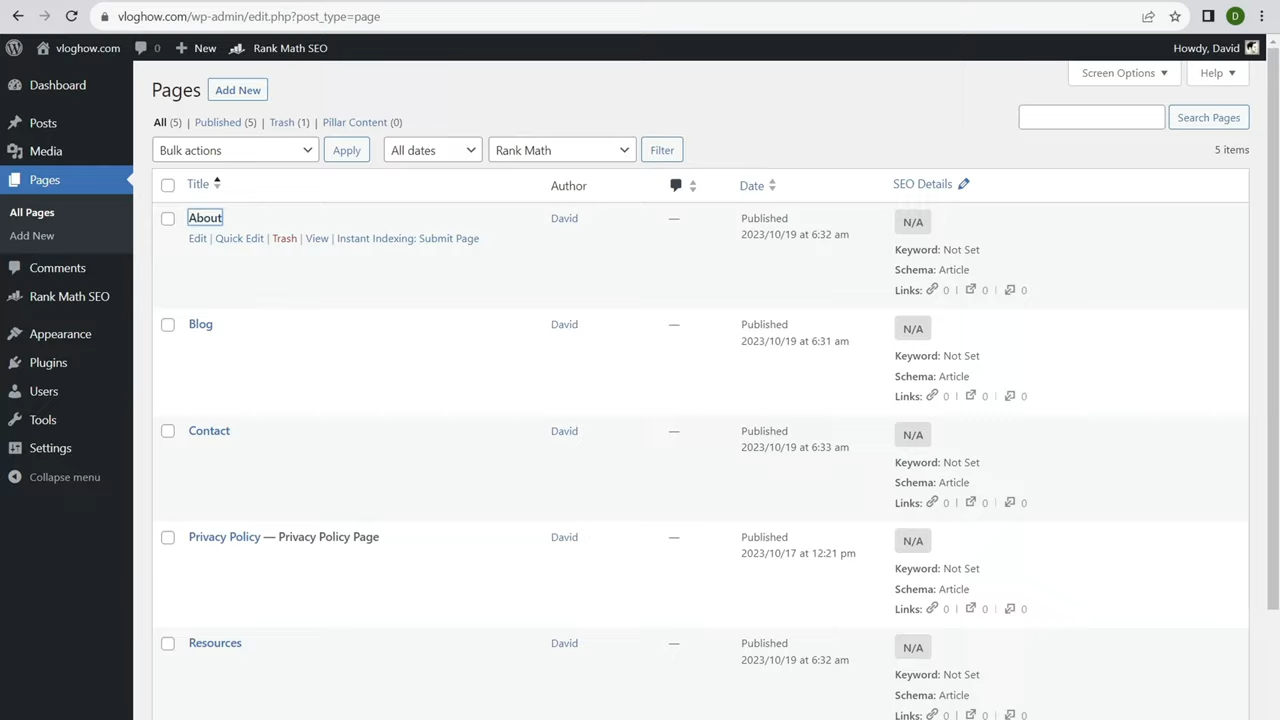 vloghow.com/wp-admin/edit.php?post_type=page D
vloghow.com 0 New Rank Math SEO Howdy, David
Dashboard
Posts
Media
Pages
All Pages
Add New
Comments
Rank Math SEO
Appearance
Plugins
Users
Tools
Settings
Collapse menu
Screen Options Help
Pages Add New
All (5) | Published (5) | Trash (1) | Pillar Content (0)
Search Pages
Bulk actions Apply All dates Rank Math Filter
5 items
Title Author Date SEO Details
About David — Published N/A
Edit | Quick Edit | Trash | View | Instant Indexing: Submit Page 2023/10/19 at 6:32 am
Keyword: Not Set
Schema: Article
Links: 0 | 0 | 0
Blog David — Published N/A
2023/10/19 at 6:31 am
Keyword: Not Set
Schema: Article
Links: 0 | 0 | 0
Contact David — Published N/A
2023/10/19 at 6:33 am
Keyword: Not Set
Schema: Article
Links: 0 | 0 | 0
Privacy Policy — Privacy Policy Page David — Published N/A
2023/10/17 at 12:21 pm
Keyword: Not Set
Schema: Article
Links: 0 | 0 | 0
Resources David — Published N/A
2023/10/19 at 6:32 am
Keyword: Not Set
Schema: Article
Links: 0 | 0 | 0